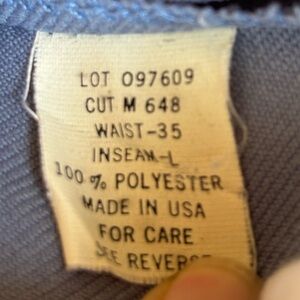 LOT 097609
CUT M 648
WAIST-35
INSEAM-L
100 % POLYESTER
MADE IN USA
FOR CARE
SEE REVERSE